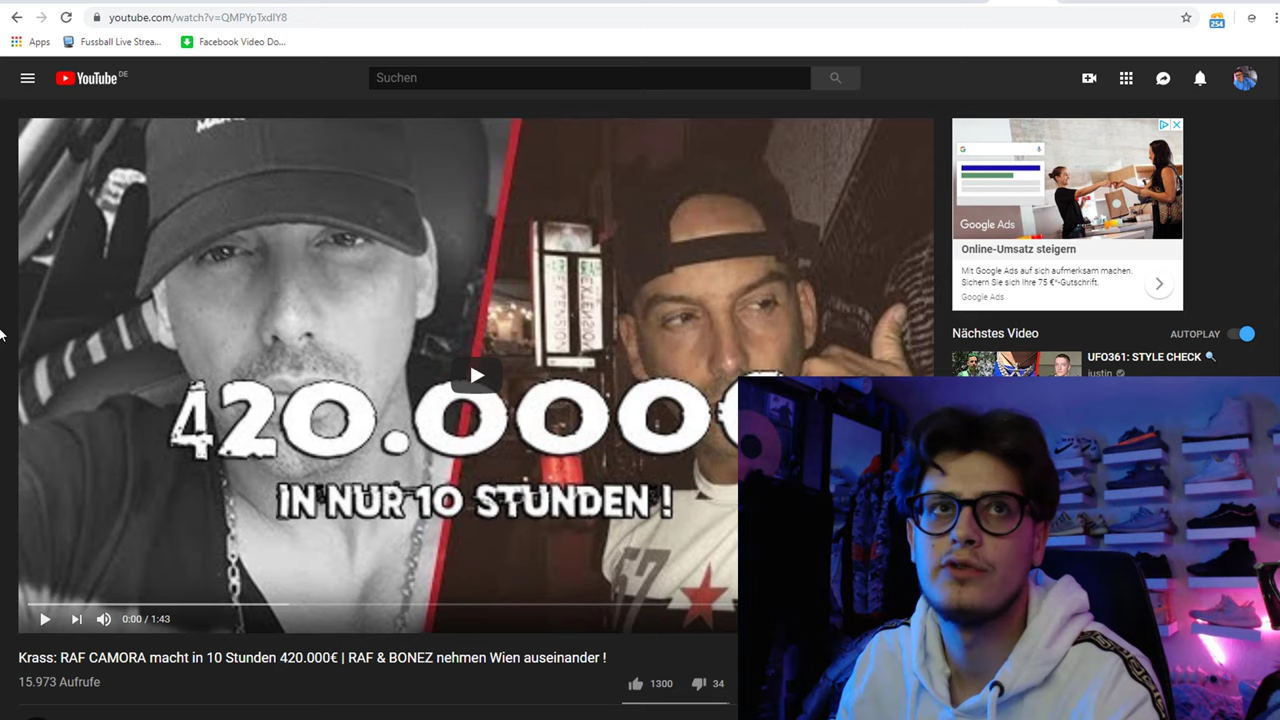 youtube.com/watch?v=QMPYpTxdlY8
254
Apps
Fussball Live Strea...
Facebook Video Do...
YouTube DE
Suchen
420.000€
IN NUR 10 STUNDEN !
57
0:00 / 1:43
Krass: RAF CAMORA macht in 10 Stunden 420.000€ | RAF & BONEZ nehmen Wien auseinander !
15.973 Aufrufe
1300
34
Google Ads
Online-Umsatz steigern
Mit Google Ads auf sich aufmerksam machen.
Sichern Sie sich Ihre 75 €*-Gutschrift.
Google Ads
Nächstes Video
AUTOPLAY
UFO361: STYLE CHECK
justin